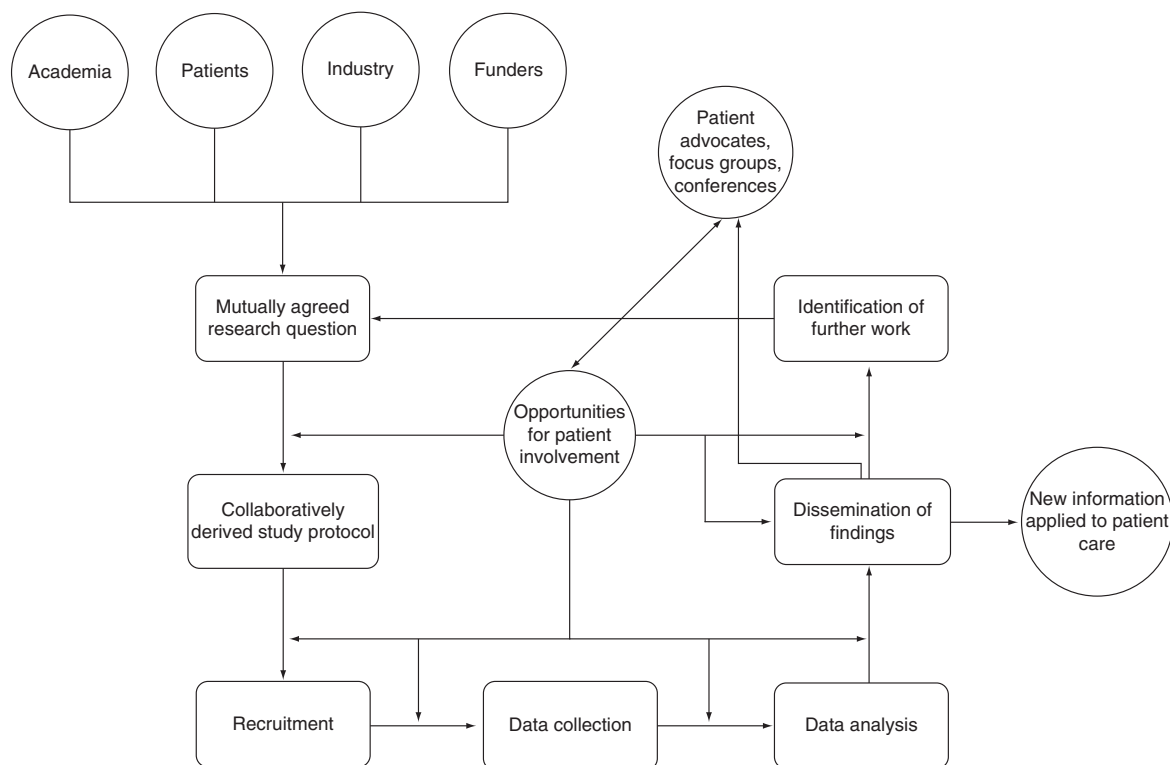 Academia
Patients
Industry
Funders
Patient
advocates,
focus groups,
conferences
Mutually agreed
research question
Identification of
further work
Opportunities
for patient
involvement
Collaboratively
derived study protocol
Dissemination of
findings
New information
applied to patient
care
Recruitment
Data collection
Data analysis